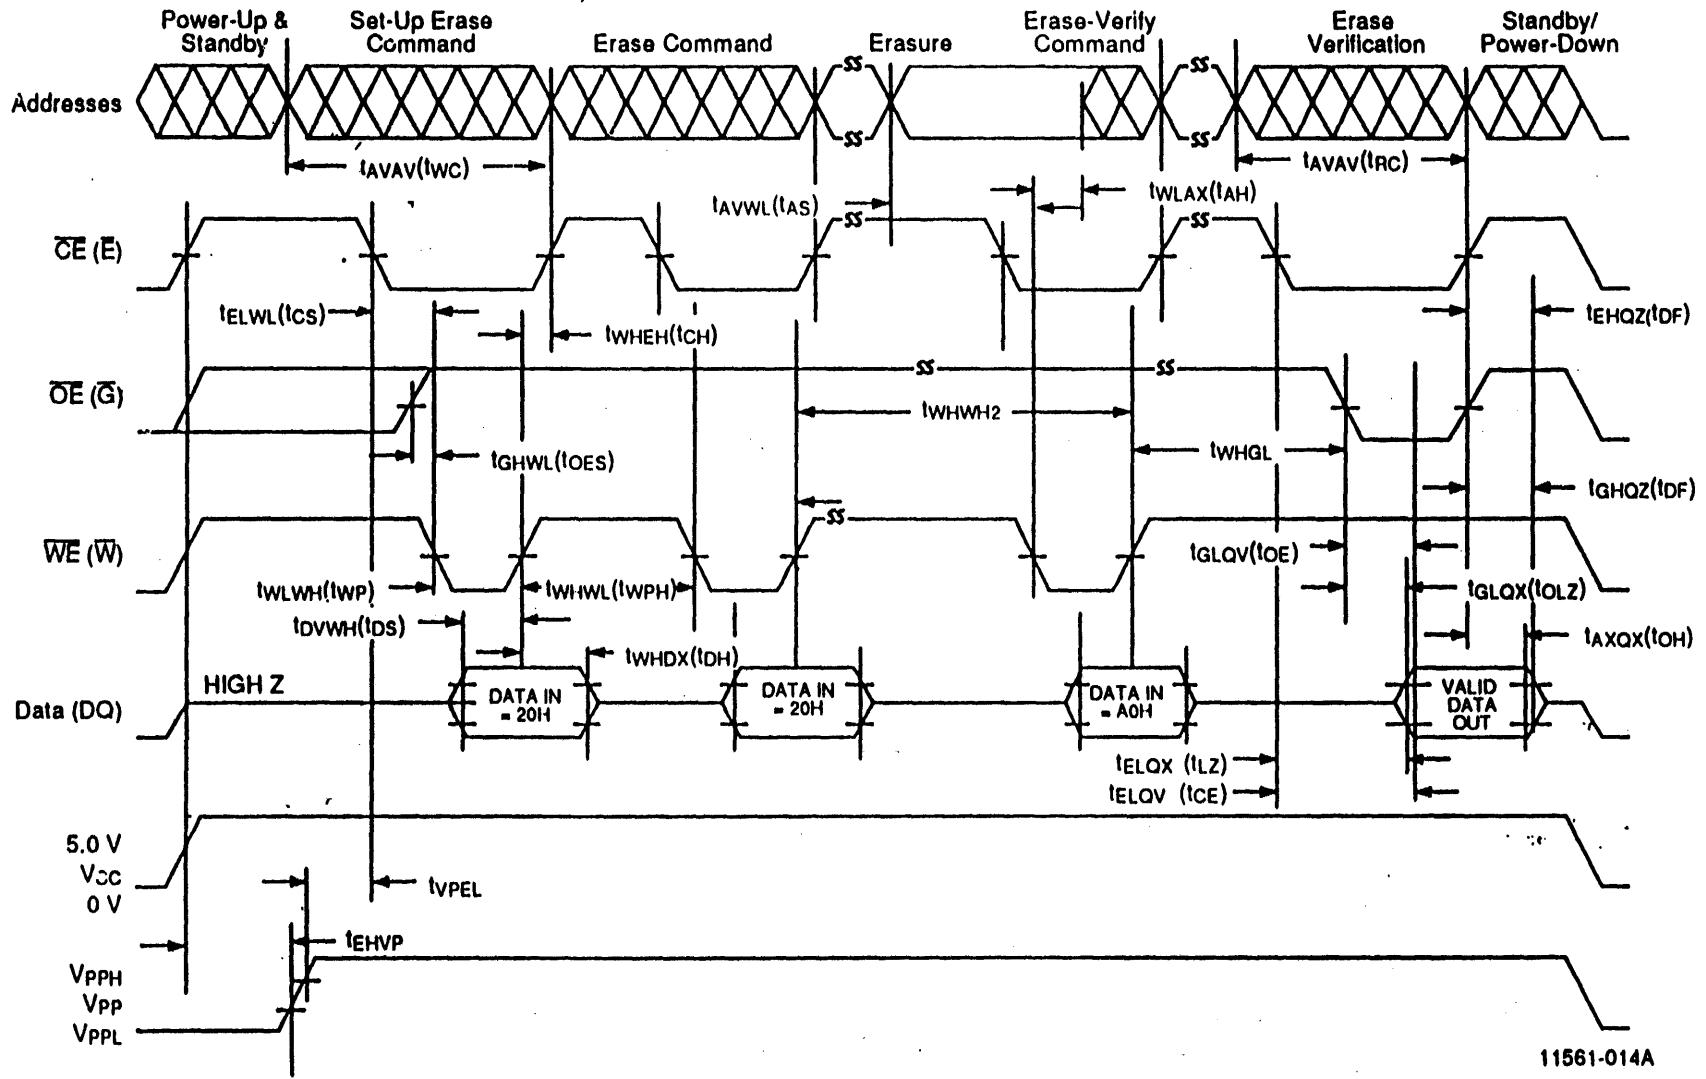 Power-Up &
Standby
Set-Up Erase
Command
Erase Command
Erasure
Erase-Verify
Command
Erase
Verification
Standby/
Power-Down
Addresses
tAVAV(tWC)
tAVAV(tRC)
tAVWL(tAS)
tWLAX(tAH)
CE (E)
tELWL(tCS)
tWHEH(tCH)
tEHQZ(tDF)
OE (G)
tWHWH2
tWHGL
tGHWL(tOES)
tGHQZ(tDF)
WE (W)
tGLQV(tOE)
tWLWH(tWP)
tWHWL(tWPH)
tGLQX(tOLZ)
tDVWH(tDS)
tAXQX(tOH)
tWHDX(tDH)
HIGH Z
Data (DQ)
DATA IN
= 20H
DATA IN
= 20H
DATA IN
= A0H
VALID
DATA
OUT
tELQX (tLZ)
tELQV (tCE)
5.0 V
VCC
0 V
tVPEL
tEHVP
VPPH
VPP
VPPL
11561-014A